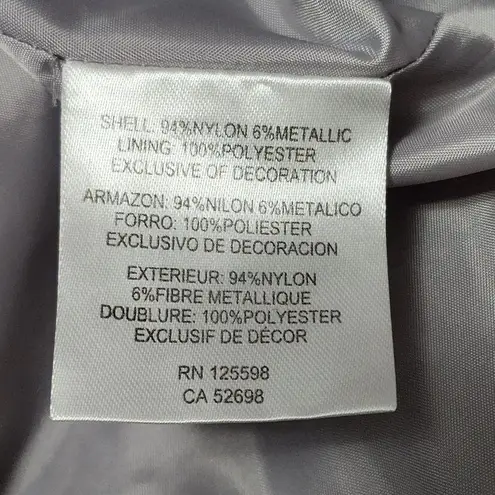 SHELL: 94%NYLON 6%METALLIC
LINING: 100%POLYESTER
EXCLUSIVE OF DECORATION
ARMAZON: 94%NILON 6%METALICO
FORRO: 100%POLIESTER
EXCLUSIVO DE DECORACION
EXTERIEUR: 94%NYLON
6%FIBRE METALLIQUE
DOUBLURE: 100%POLYESTER
EXCLUSIF DE DÉCOR
RN 125598
CA 52698